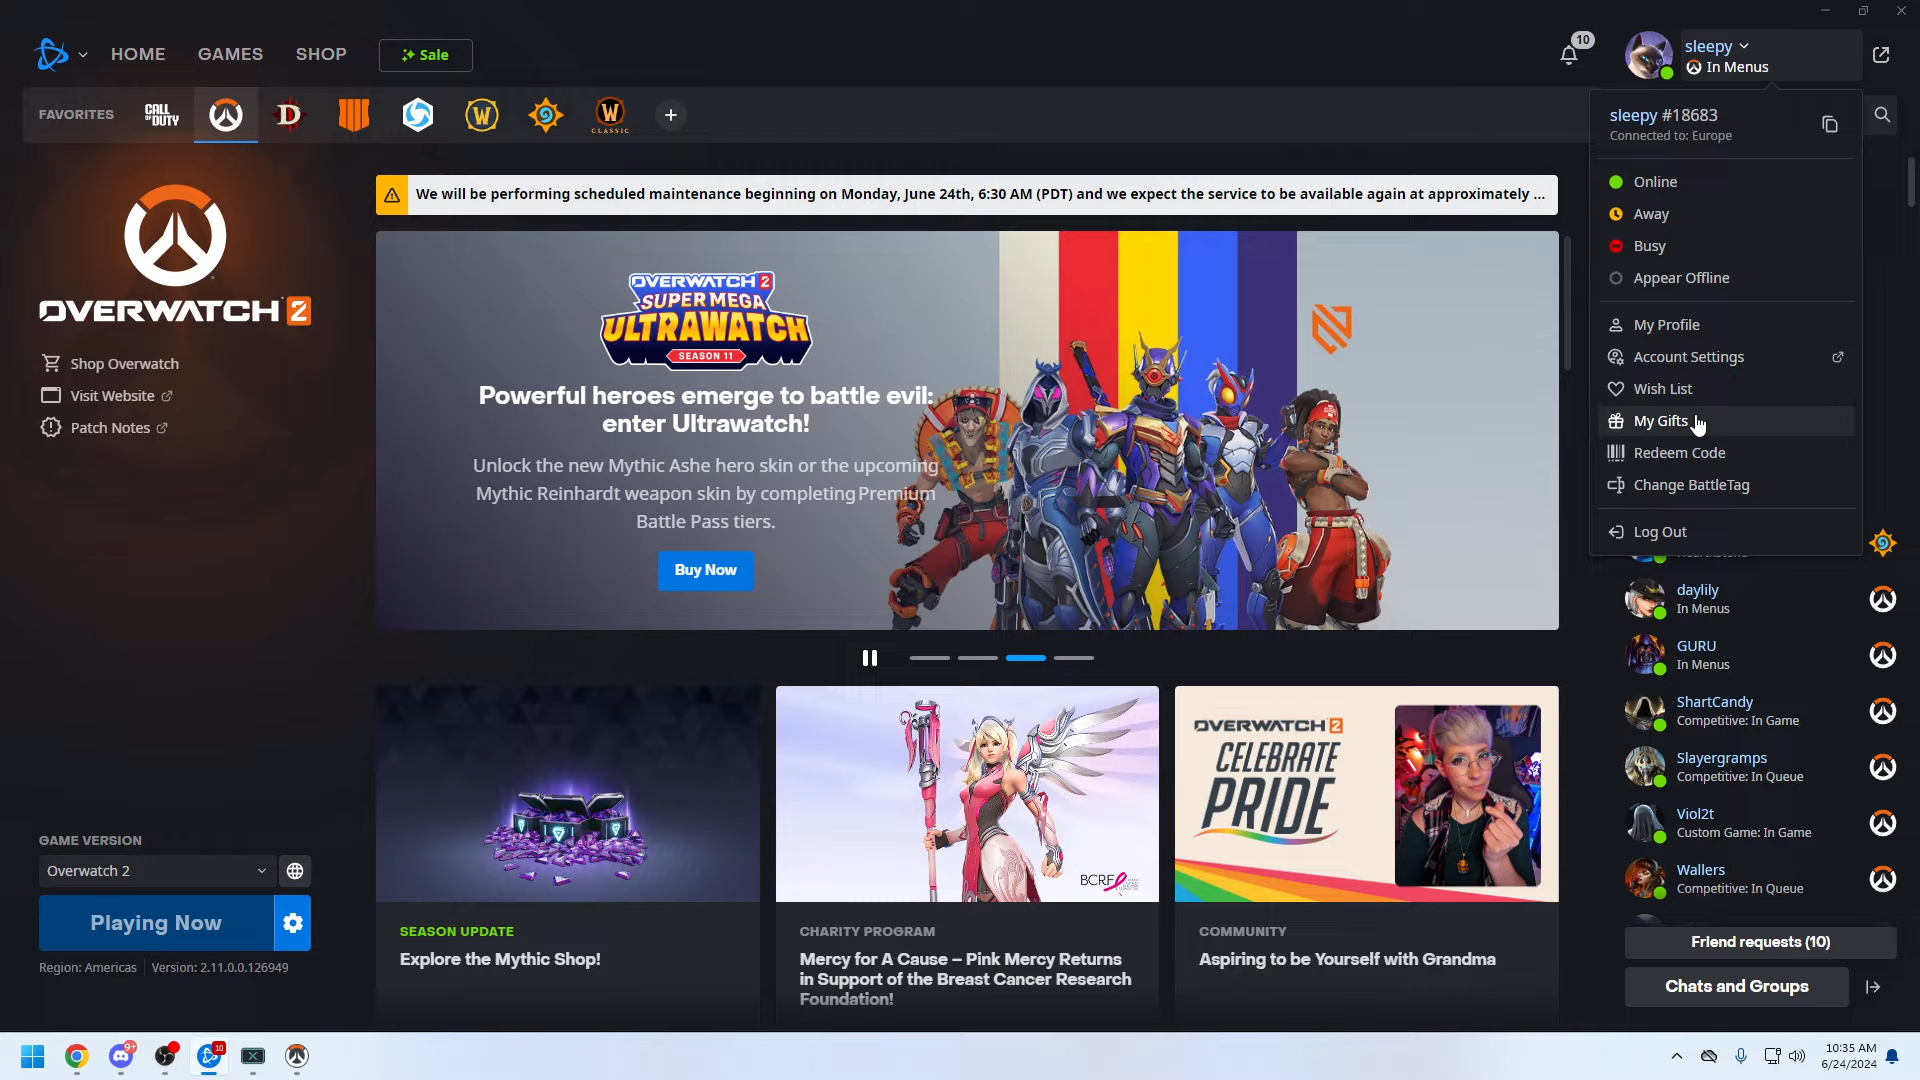 HOME
GAMES
SHOP
Sale
10
sleepy
In Menus
FAVORITES
CALL OF DUTY
CLASSIC
sleepy #18683
Connected to: Europe
Online
Away
Busy
Appear Offline
My Profile
Account Settings
Wish List
My Gifts
Redeem Code
Change BattleTag
Log Out
OVERWATCH 2
Shop Overwatch
Visit Website
Patch Notes
We will be performing scheduled maintenance beginning on Monday, June 24th, 6:30 AM (PDT) and we expect the service to be available again at approximately ...
OVERWATCH 2
SUPER MEGA
ULTRAWATCH
SEASON 11
Powerful heroes emerge to battle evil:
enter Ultrawatch!
Unlock the new Mythic Ashe hero skin or the upcoming
Mythic Reinhardt weapon skin by completing Premium
Battle Pass tiers.
Buy Now
daylily
In Menus
GURU
In Menus
ShartCandy
Competitive: In Game
Slayergramps
Competitive: In Queue
Viol2t
Custom Game: In Game
Wallers
Competitive: In Queue
Friend requests (10)
Chats and Groups
BCRF
OVERWATCH 2
CELEBRATE
PRIDE
SEASON UPDATE
Explore the Mythic Shop!
CHARITY PROGRAM
Mercy for A Cause – Pink Mercy Returns
in Support of the Breast Cancer Research
Foundation!
COMMUNITY
Aspiring to be Yourself with Grandma
GAME VERSION
Overwatch 2
Playing Now
Region: Americas
Version: 2.11.0.0.126949
9+
10
10:35 AM
6/24/2024